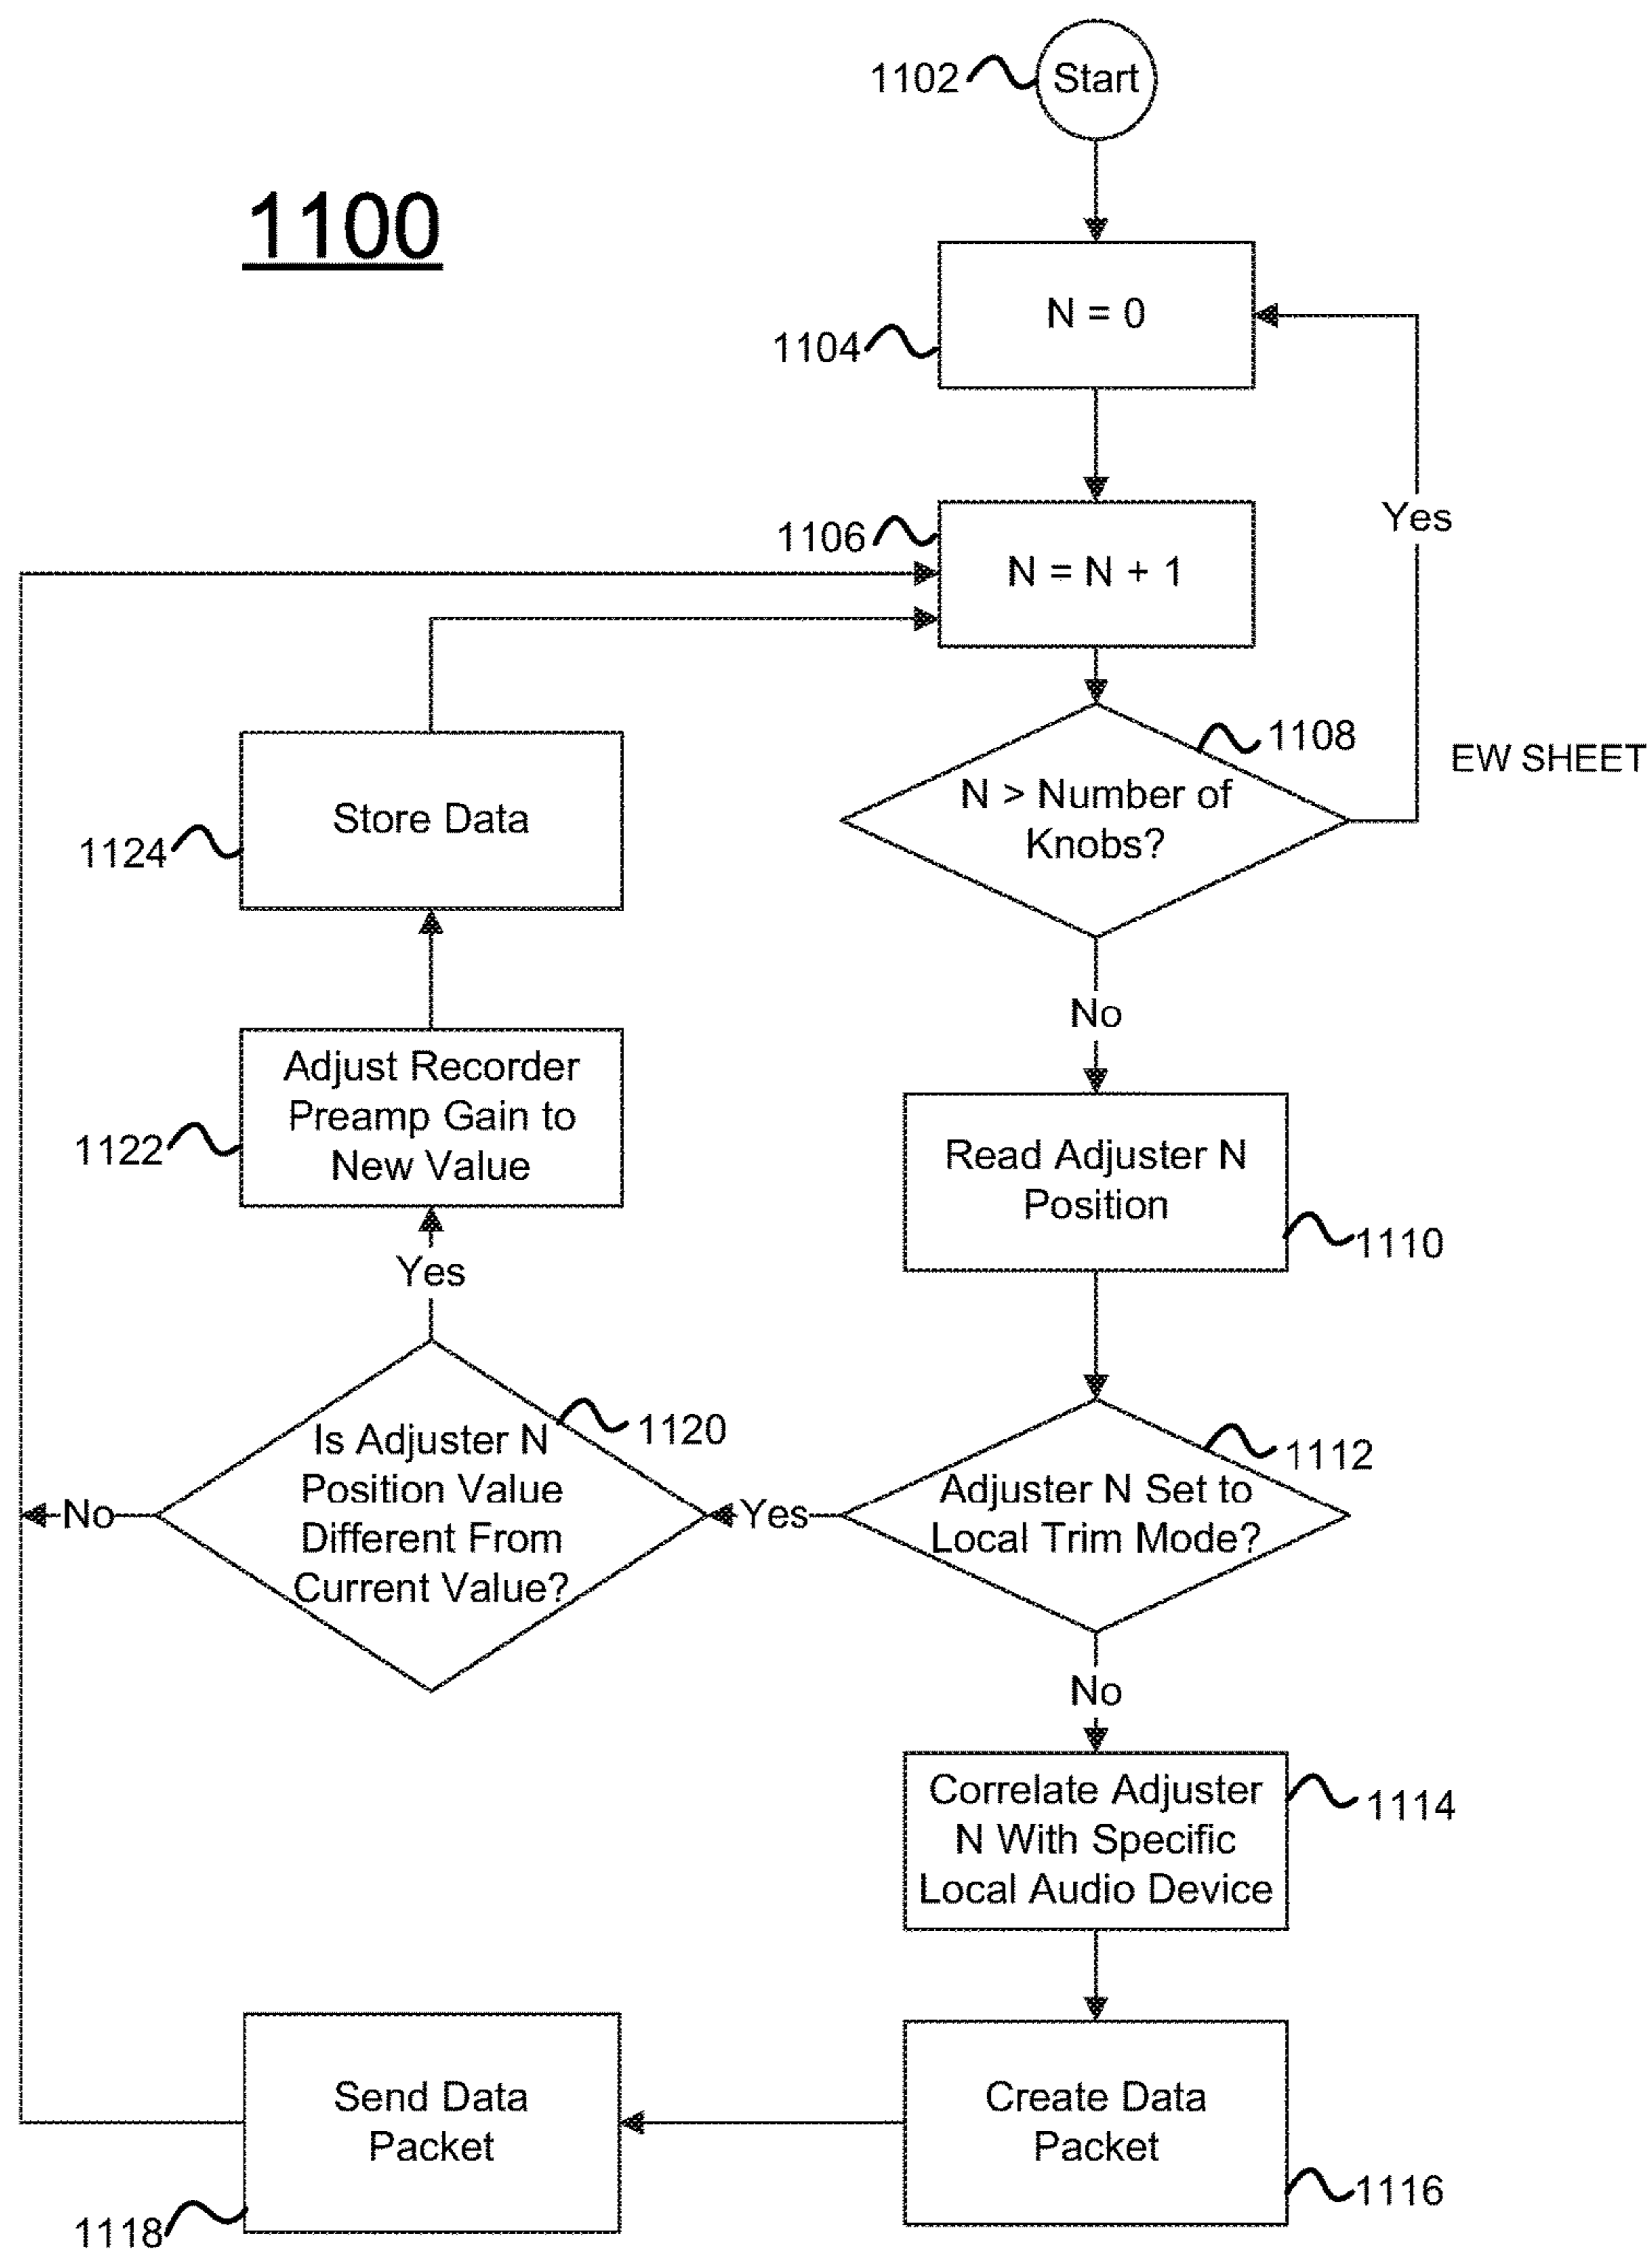 1102
Start
1100
N = 0
1104
Yes
1106
N = N + 1
1108
EW SHEET
N > Number of
Knobs?
Store Data
1124
No
Adjust Recorder
Preamp Gain to
New Value
1122
Read Adjuster N
Position
1110
Yes
Is Adjuster N
Position Value
Different From
Current Value?
1120
No
Yes
1112
Adjuster N Set to
Local Trim Mode?
No
Correlate Adjuster
N With Specific
Local Audio Device
1114
Send Data
Packet
1118
Create Data
Packet
1116